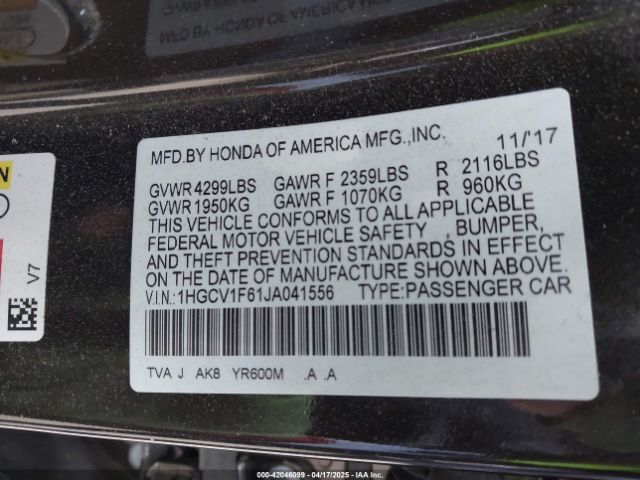 MFD.BY HONDA OF AMERICA MFG.,INC. 11/'17
GVWR 4299LBS GAWR F 2359LBS R 2116LBS
GVWR 1950KG GAWR F 1070KG R 960KG
THIS VEHICLE CONFORMS TO ALL APPLICABLE
FEDERAL MOTOR VEHICLE SAFETY , BUMPER,
AND THEFT PREVENTION STANDARDS IN EFFECT
ON THE DATE OF MANUFACTURE SHOWN ABOVE.
V.I.N.:1HGCV1F61JA041556 TYPE:PASSENGER CAR
TVA J AK8 YR600M .A .A
V7
000-42046099 - 04/17/2025 - IAAI.COM